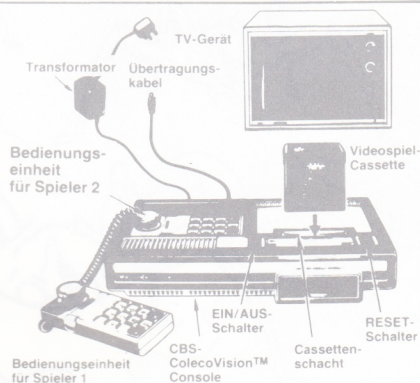 TV-Gerät
Transformator
Übertragungs-
kabel
Bedienungs-
einheit
für Spieler 2
Videospiel-
Cassette
EIN/AUS-
Schalter
RESET-
Schalter
CBS-
ColecoVision™
Console
Cassetten-
schacht
Bedienungseinheit
für Spieler 1